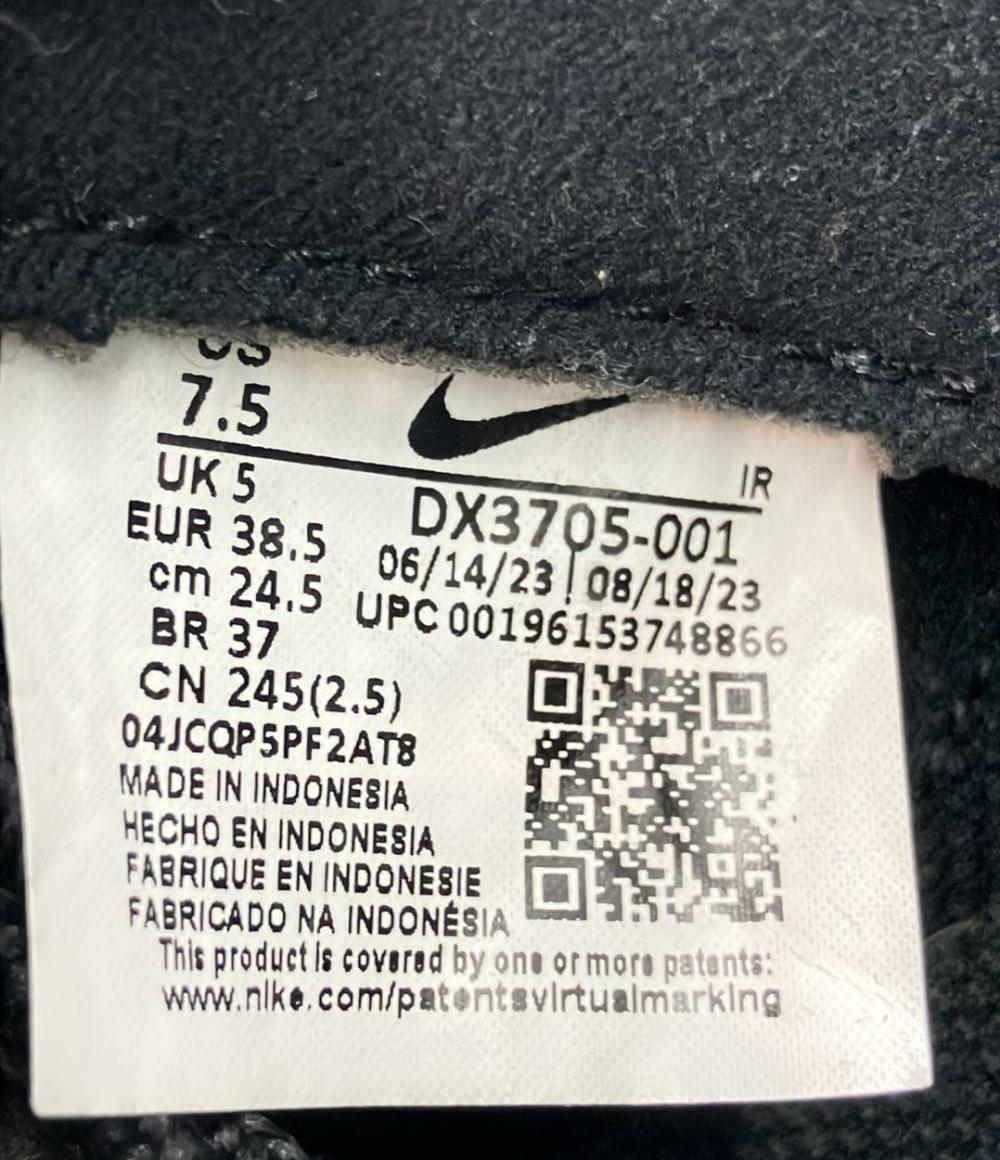 US
7.5
IR
UK 5
DX3705-001
EUR 38.5
06/14/23 | 08/18/23
cm 24.5
UPC 00196153748866
BR 37
CN 245(2.5)
04JCQP5PF2AT8
MADE IN INDONESIA
HECHO EN INDONESIA
FABRIQUE EN INDONESIE
FABRICADO NA INDONÉSIA
This product is covered by one or more patents:
www.nike.com/patentsvirtualmarking